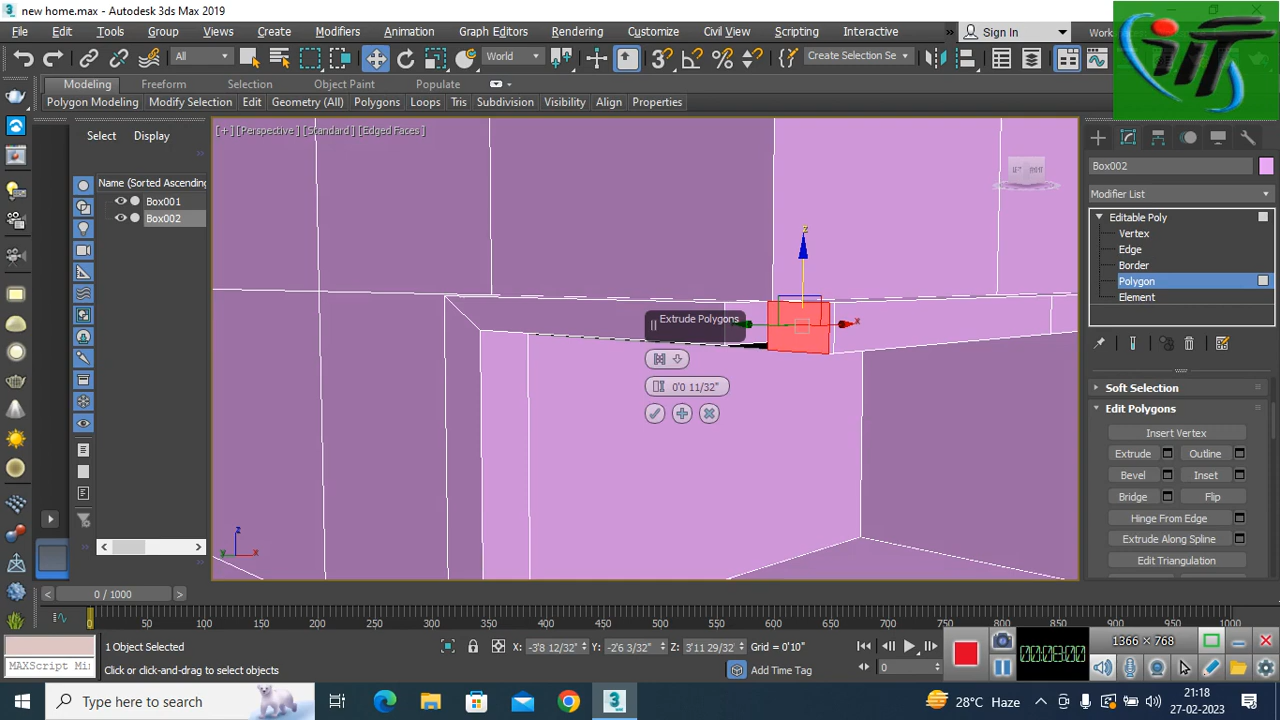 new home.max - Autodesk 3ds Max 2019
File Edit Tools Group Views Create Modifiers Animation Graph Editors Rendering Customize Civil View Scripting Interactive Sign In
All World Create Selection Se
Modeling Freeform Selection Object Paint Populate
Polygon Modeling Modify Selection Edit Geometry (All) Polygons Loops Tris Subdivision Visibility Align Properties
iiT
Select Display
[+] [Perspective] [Standard] [Edged Faces]
Name (Sorted Ascending
Box001
Box002
Extrude Polygons
0'0 11/32"
z
x
z
y
x
Box002
Modifier List
Editable Poly
Vertex
Edge
Border
Polygon
Element
Soft Selection
Edit Polygons
Insert Vertex
Extrude Outline
Bevel Inset
Bridge Flip
Hinge From Edge
Extrude Along Spline
Edit Triangulation
0 / 1000
0 50 100 150 200 250 300 350 400 450 500 550 600 650 700 750 800 850 900 950 1000
1 Object Selected
X: -3'8 12/32" Y: -2'6 3/32" Z: 3'11 29/32" Grid = 0'10"
MAXScript Mi
Click or click-and-drag to select objects
Add Time Tag
0
00:08:00
1366 × 768
Type here to search
28°C Haze
21:18
27-02-2023